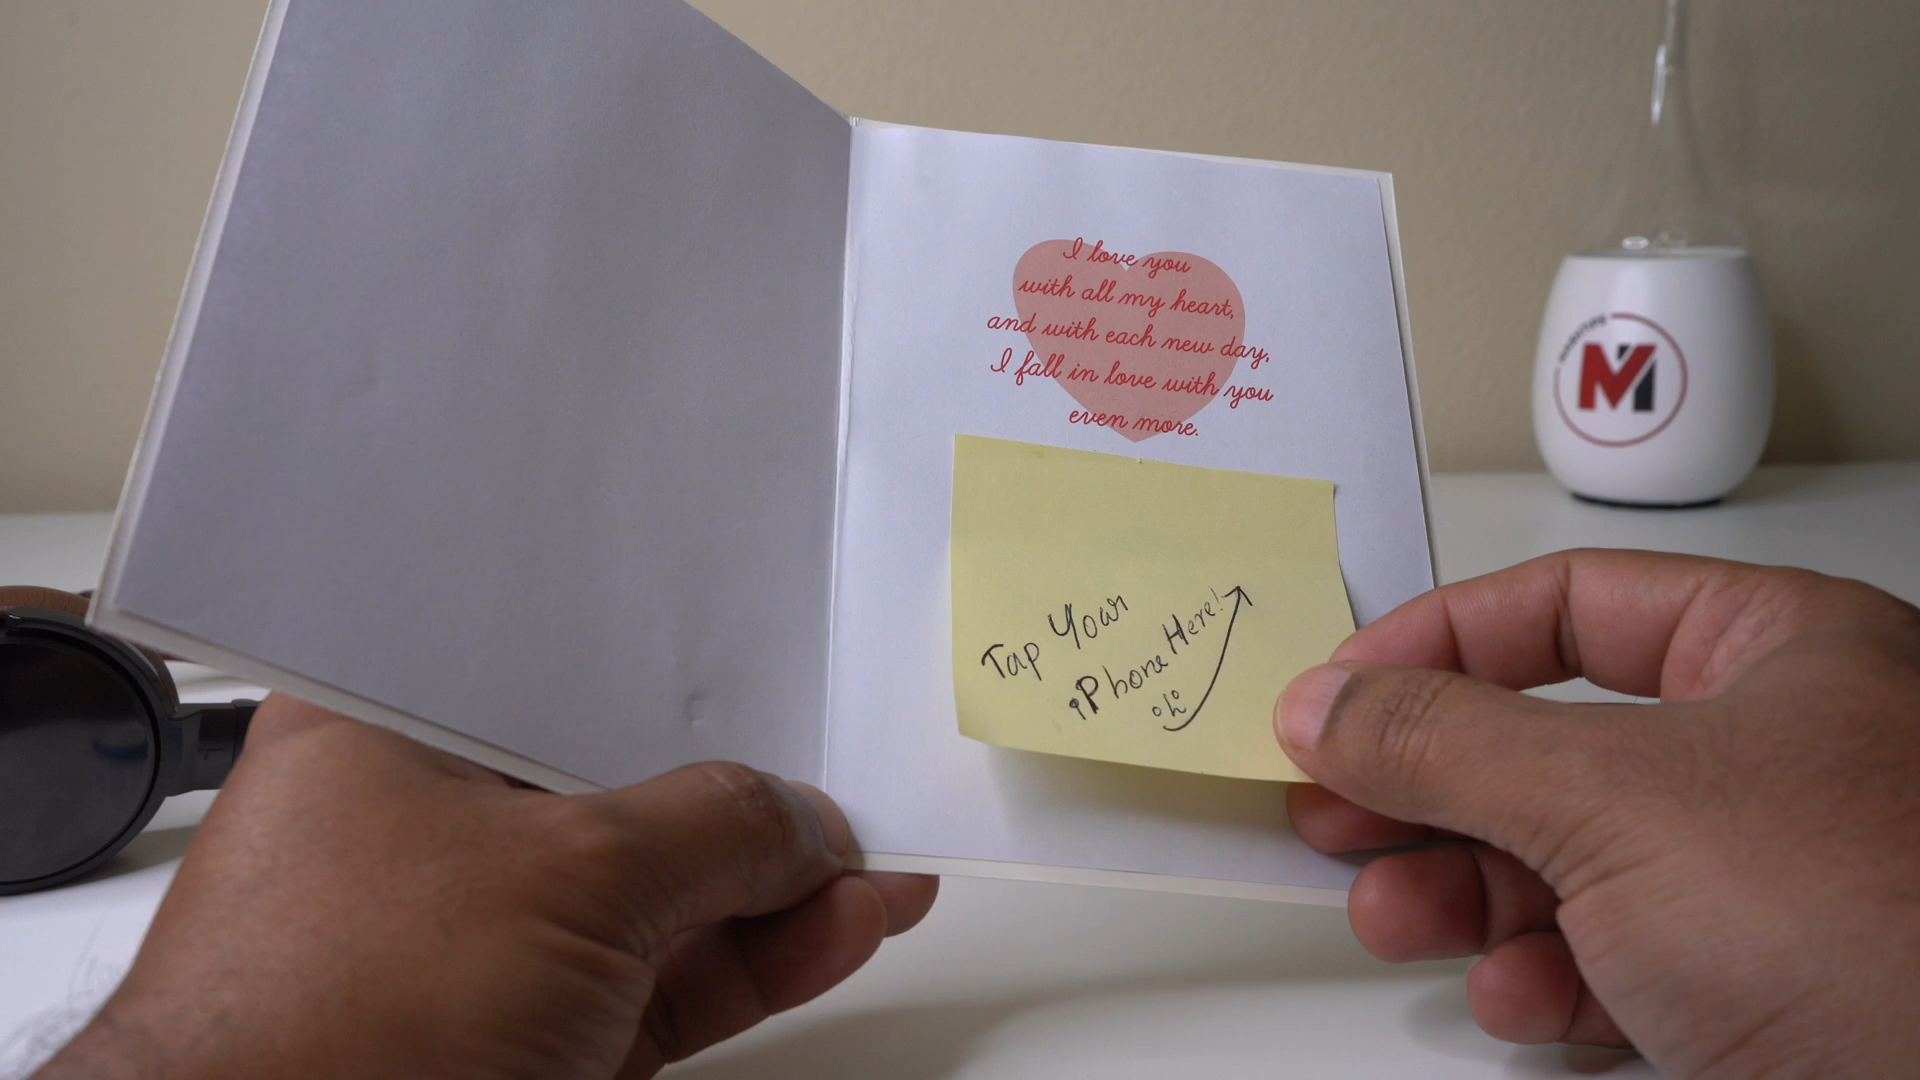 I love you
with all my heart,
and with each new day,
I fall in love with you
even more.
Tap Your
iPhone Here!